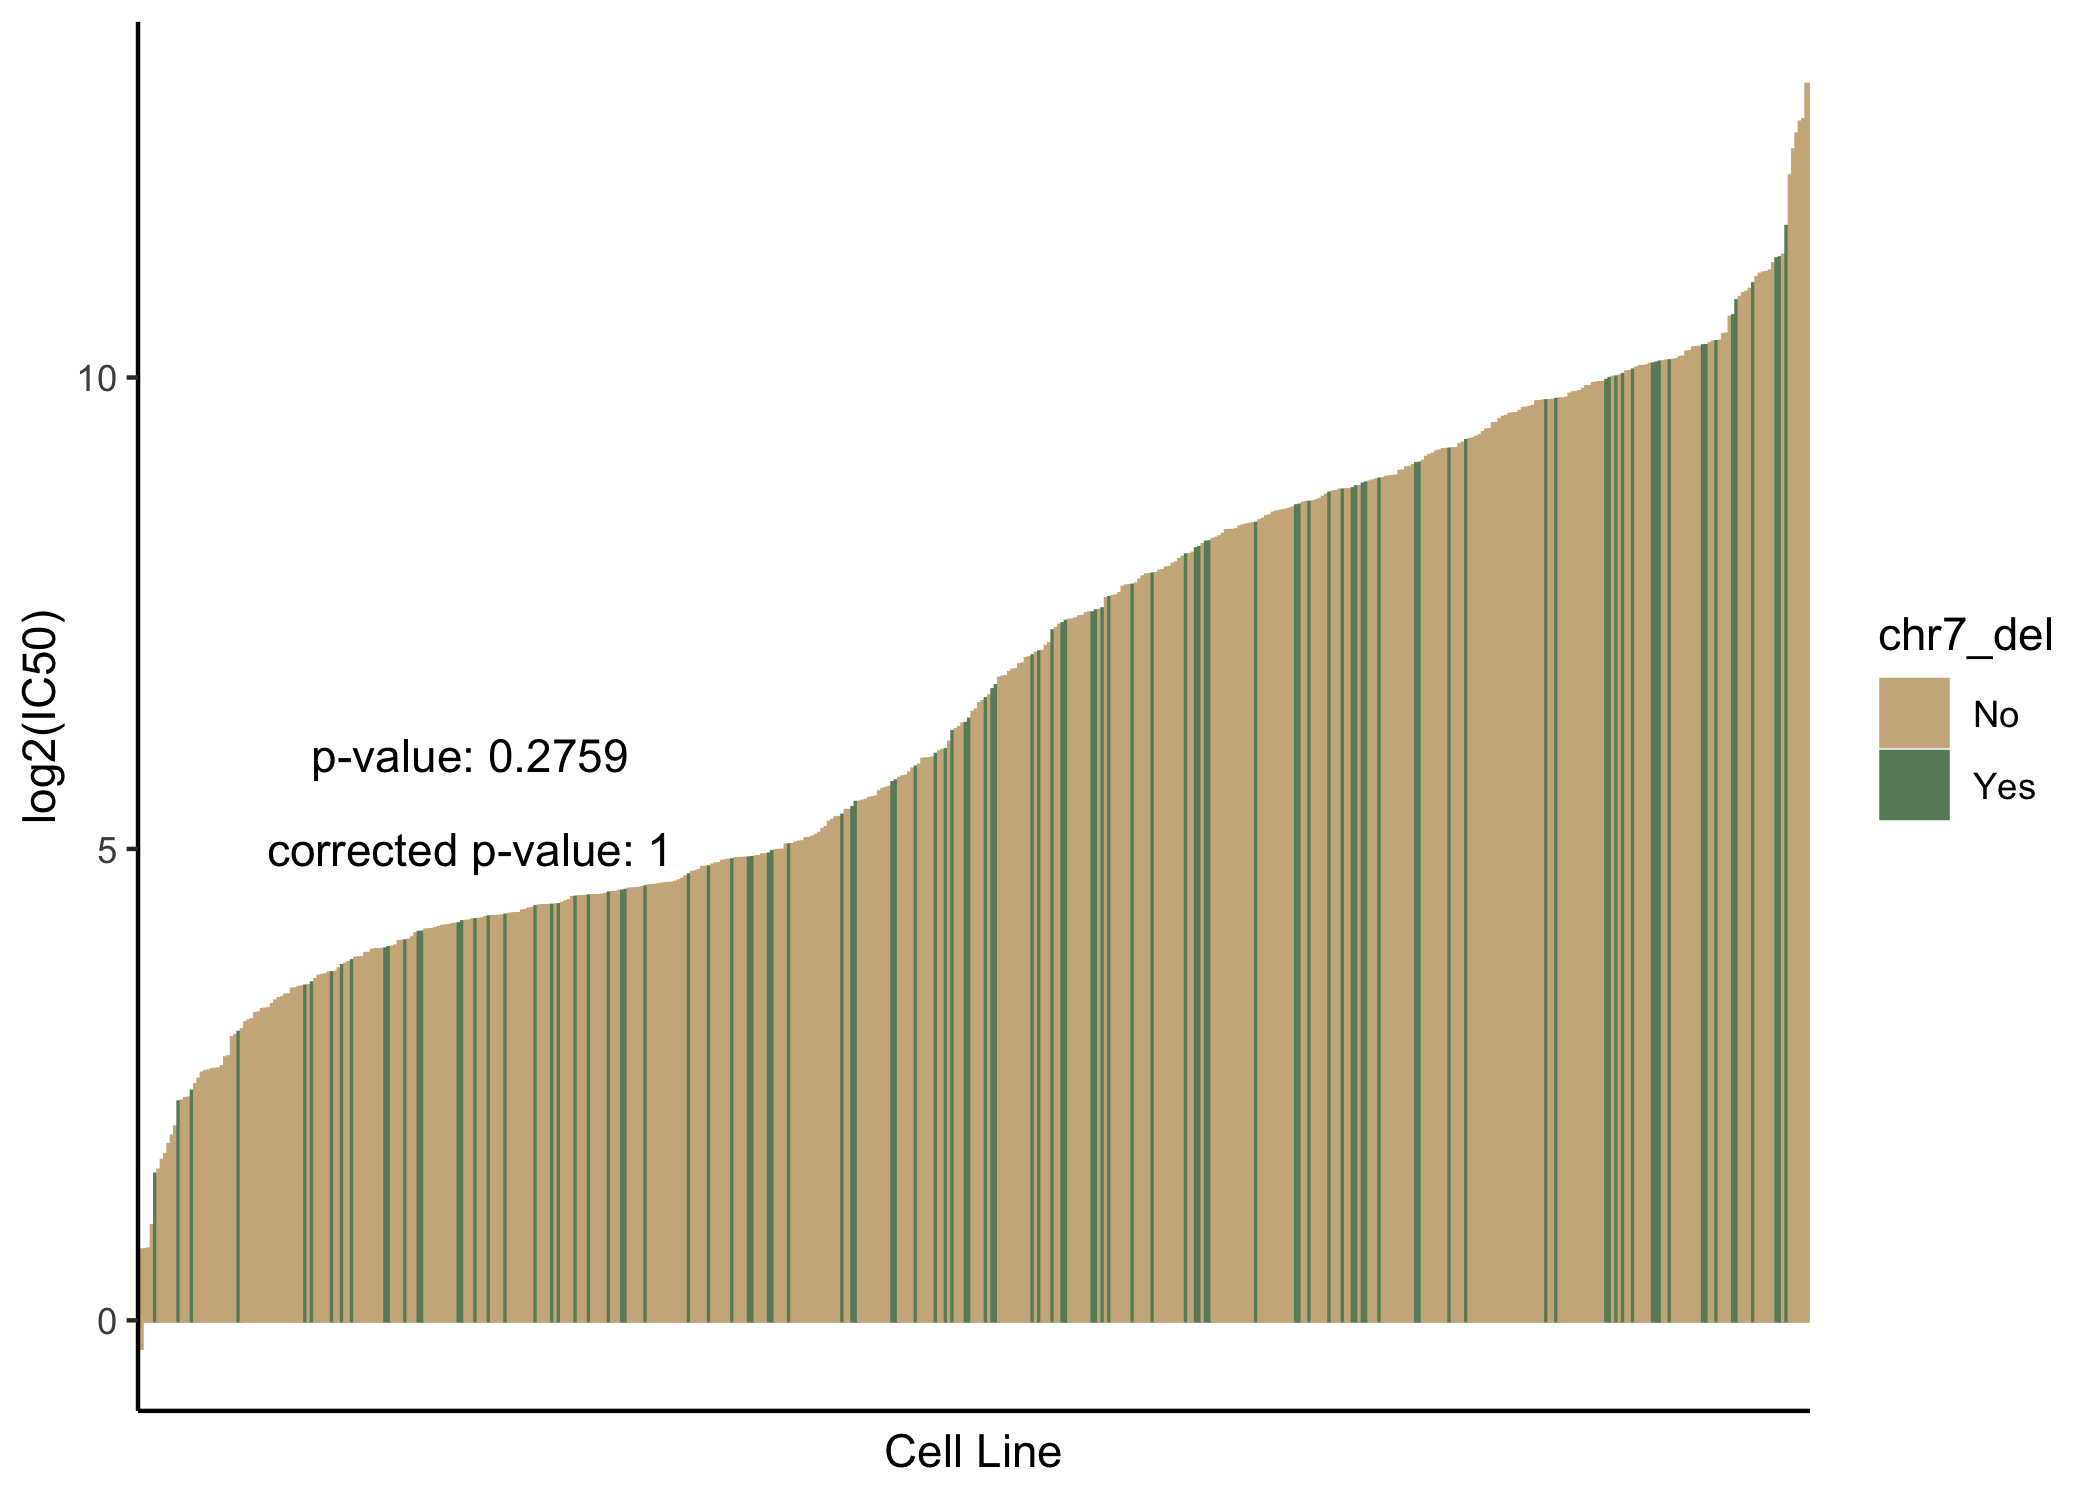 log2(IC50)
10
5
0
p-value: 0.2759
corrected p-value: 1
Cell Line
chr7_del
No
Yes